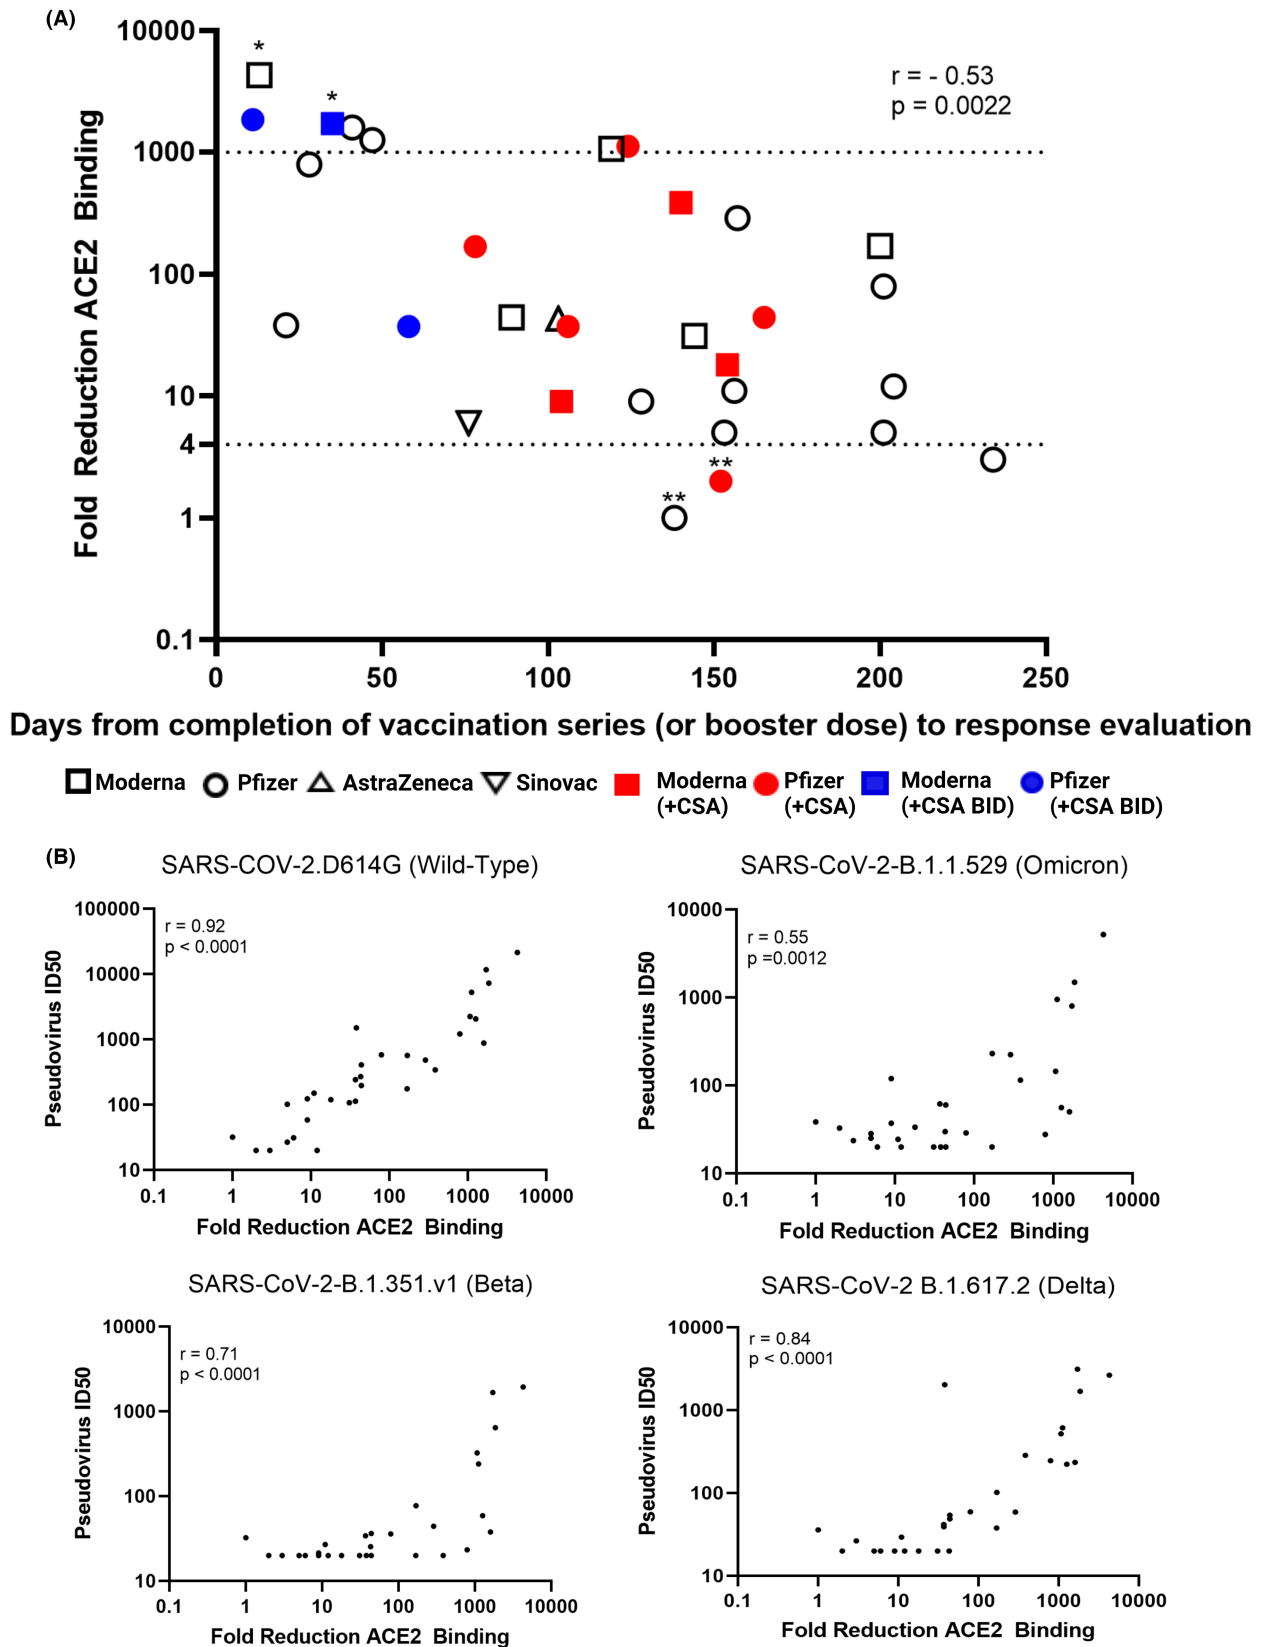 (A)
10000
1000
100
10
4
1
0.1
*
*
**
**
r = - 0.53
p = 0.0022
Fold Reduction ACE2 Binding
0 50 100 150 200 250
Days from completion of vaccination series (or booster dose) to response evaluation
Moderna Pfizer AstraZeneca Sinovac Moderna (+CSA) Pfizer (+CSA) Moderna (+CSA BID) Pfizer (+CSA BID)
(B)
SARS-COV-2.D614G (Wild-Type)
r = 0.92
p < 0.0001
Pseudovirus ID50
100000
10000
1000
100
10
0.1 1 10 100 1000 10000
Fold Reduction ACE2 Binding
SARS-CoV-2-B.1.1.529 (Omicron)
r = 0.55
p =0.0012
Pseudovirus ID50
10000
1000
100
10
0.1 1 10 100 1000 10000
Fold Reduction ACE2 Binding
SARS-CoV-2-B.1.351.v1 (Beta)
r = 0.71
p < 0.0001
Pseudovirus ID50
10000
1000
100
10
0.1 1 10 100 1000 10000
Fold Reduction ACE2 Binding
SARS-CoV-2 B.1.617.2 (Delta)
r = 0.84
p < 0.0001
Pseudovirus ID50
10000
1000
100
10
0.1 1 10 100 1000 10000
Fold Reduction ACE2 Binding